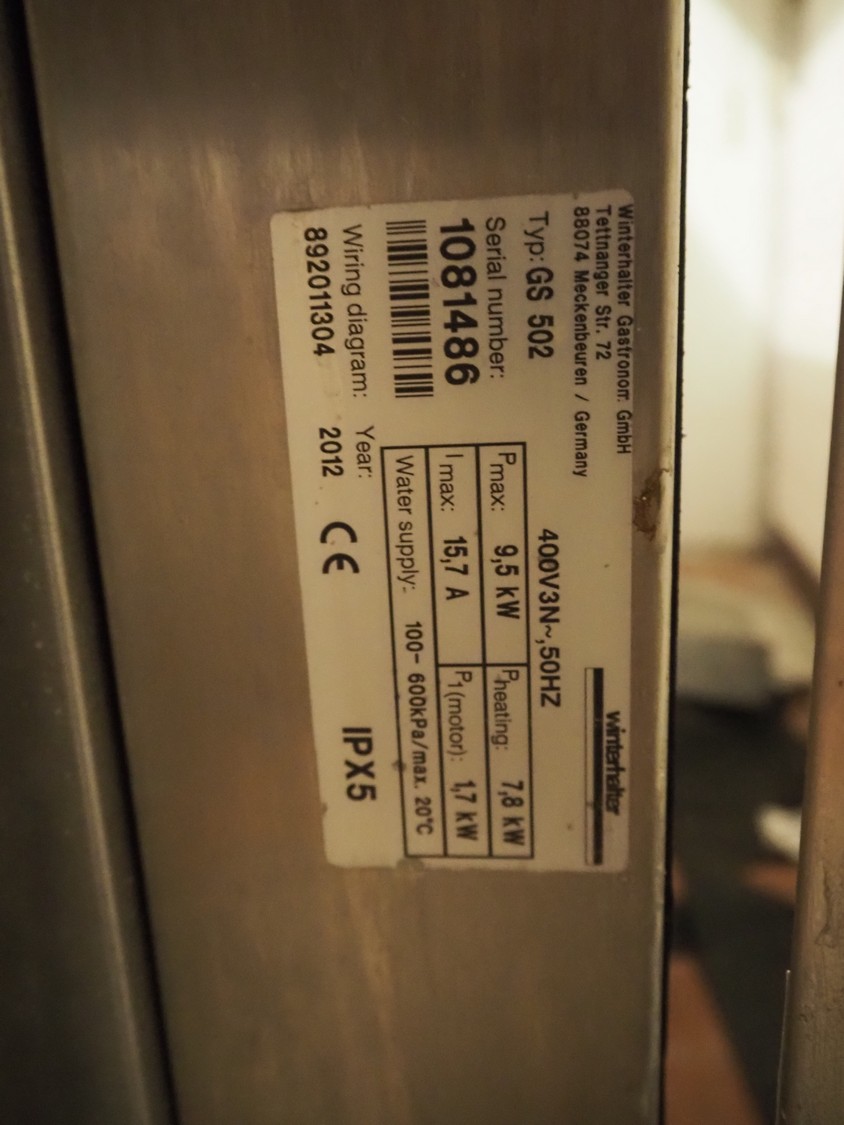 Winterhalter Gastronom GmbH
Tettnanger Str. 72
88074 Meckenbeuren / Germany
winterhalter
Typ: GS 502
400V3N~,50HZ
Serial number:
1081486
Pmax: 9,5 kW
Pheating: 7,8 kW
I max: 15,7 A
P1(motor): 1,7 kW
Water supply: 100- 600kPa/max. 20°C
Wiring diagram:
892011304
Year:
2012
CE
IPX5